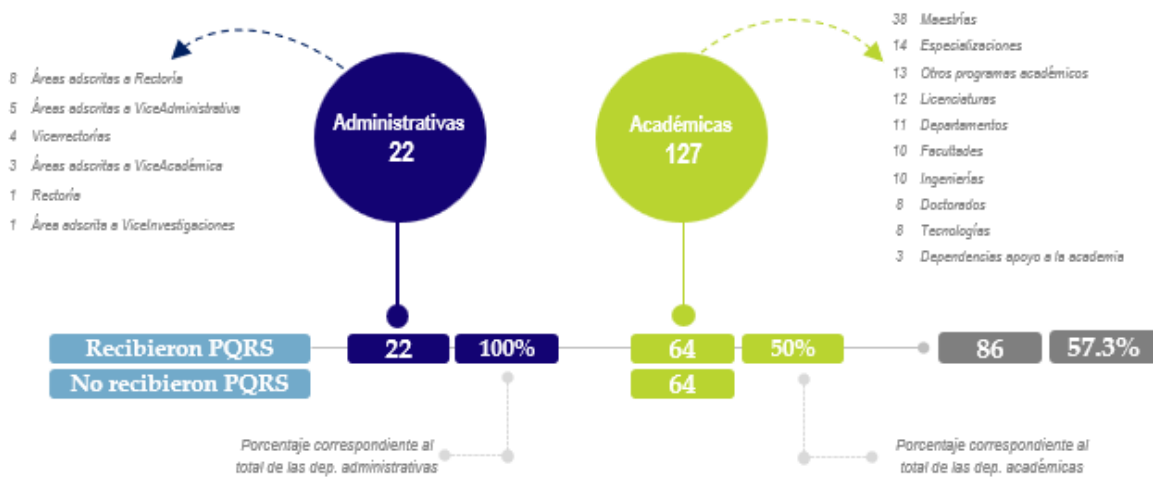 8 Áreas adscritas a Rectoría
5 Áreas adscritas a ViceAdministrativa
4 Vicerrectorías
3 Áreas adscritas a ViceAcadémica
1 Rectoría
1 Área adscrita a ViceInvestigaciones
Administrativas
22
Académicas
127
38 Maestrías
14 Especializaciones
13 Otros programas académicos
12 Licenciaturas
11 Departamentos
10 Facultades
10 Ingenierías
8 Doctorados
8 Tecnologías
3 Dependencias apoyo a la academia
Recibieron PQRS 22 100% 64 50% 86 57.3%
No recibieron PQRS 64
Porcentaje correspondiente al
total de las dep. administrativas
Porcentaje correspondiente al
total de las dep. académicas